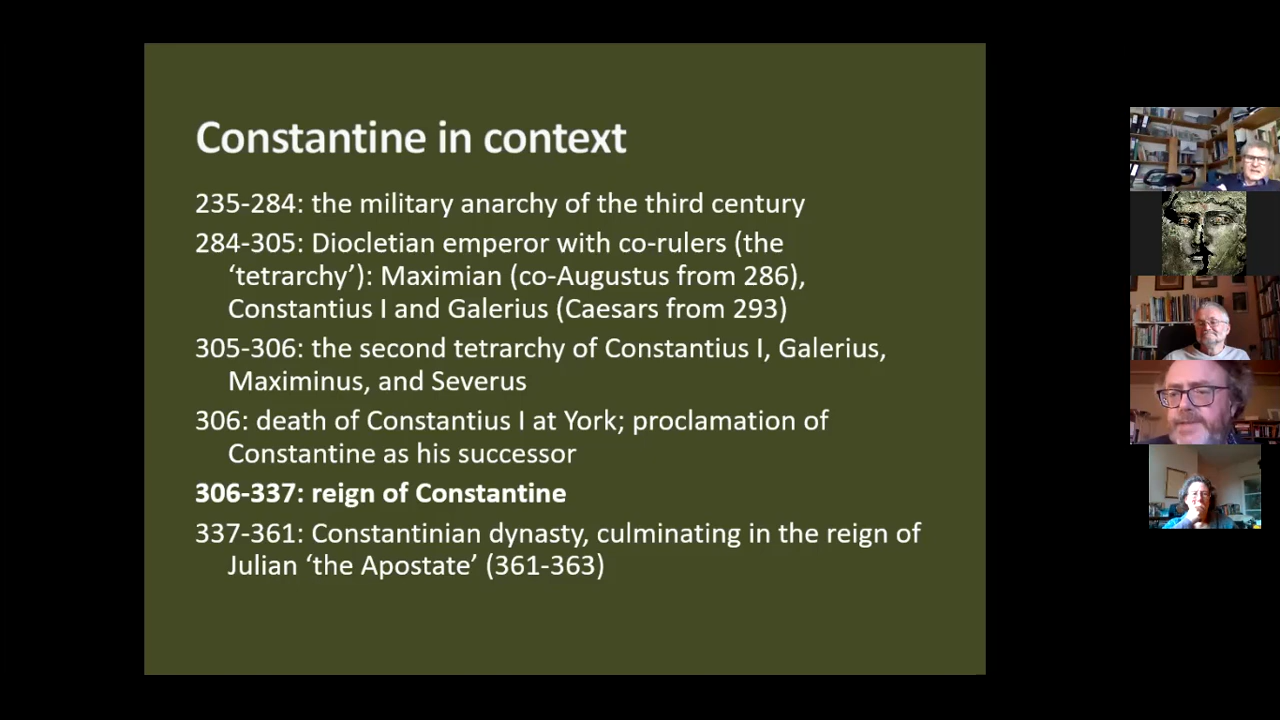 Constantine in context
235-284: the military anarchy of the third century
284-305: Diocletian emperor with co-rulers (the
‘tetrarchy’): Maximian (co-Augustus from 286),
Constantius I and Galerius (Caesars from 293)
305-306: the second tetrarchy of Constantius I, Galerius,
Maximinus, and Severus
306: death of Constantius I at York; proclamation of
Constantine as his successor
306-337: reign of Constantine
337-361: Constantinian dynasty, culminating in the reign of
Julian ‘the Apostate’ (361-363)